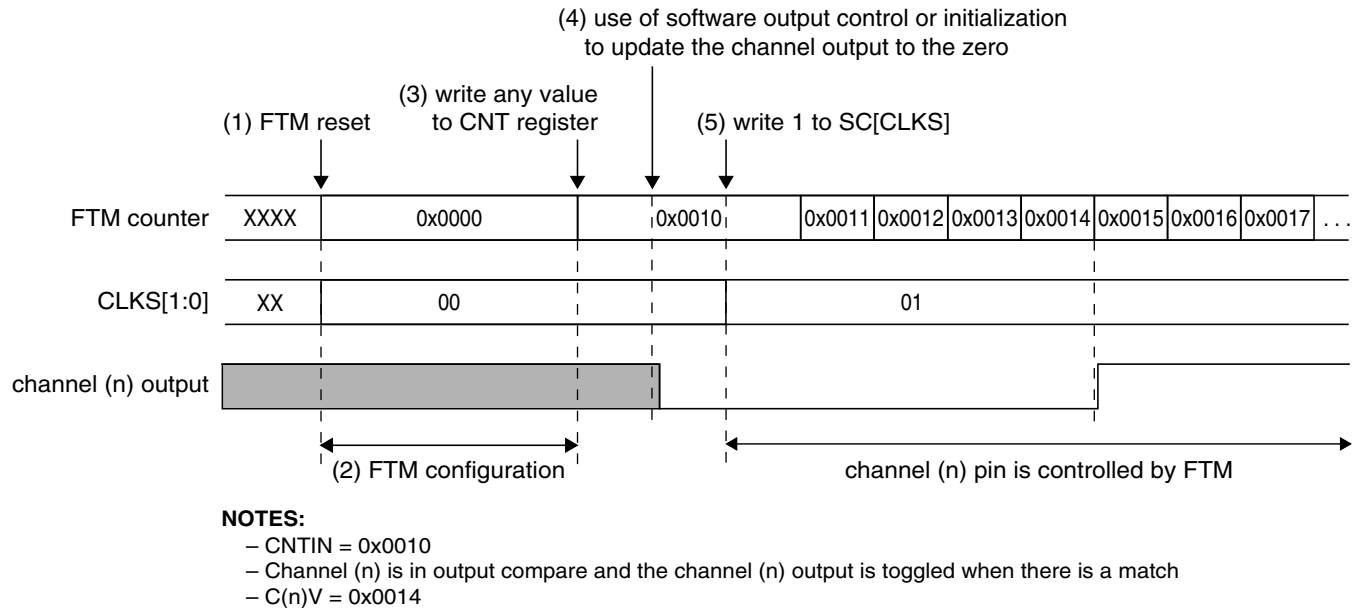 (4) use of software output control or initialization
to update the channel output to the zero
(3) write any value
to CNT register
(1) FTM reset
(5) write 1 to SC[CLKS]
FTM counter XXXX 0x0000 0x0010 0x0011 0x0012 0x0013 0x0014 0x0015 0x0016 0x0017 . . .
CLKS[1:0] XX 00 01
channel (n) output
(2) FTM configuration
channel (n) pin is controlled by FTM
NOTES:
– CNTIN = 0x0010
– Channel (n) is in output compare and the channel (n) output is toggled when there is a match
– C(n)V = 0x0014